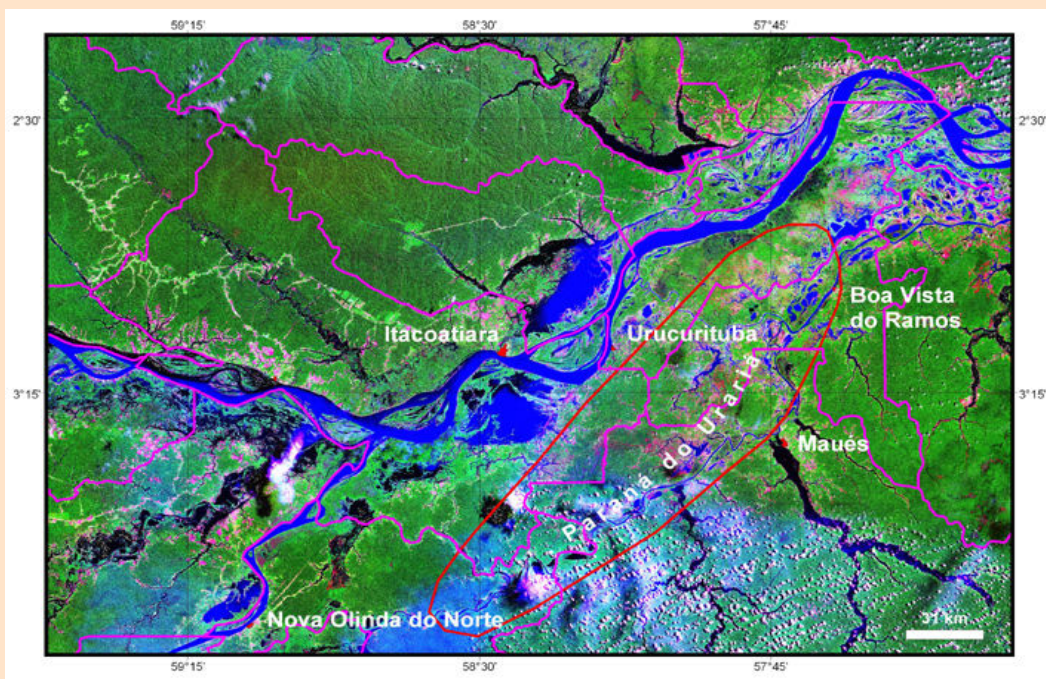 59°15'
58°30'
57°45'
2°30'
2°30'
Boa Vista
do Ramos
Itacoatiara
Urucurituba
3°15'
3°15'
Maués
Paraná do Urariá
Nova Olinda do Norte
31 km
59°15'
58°30'
57°45'